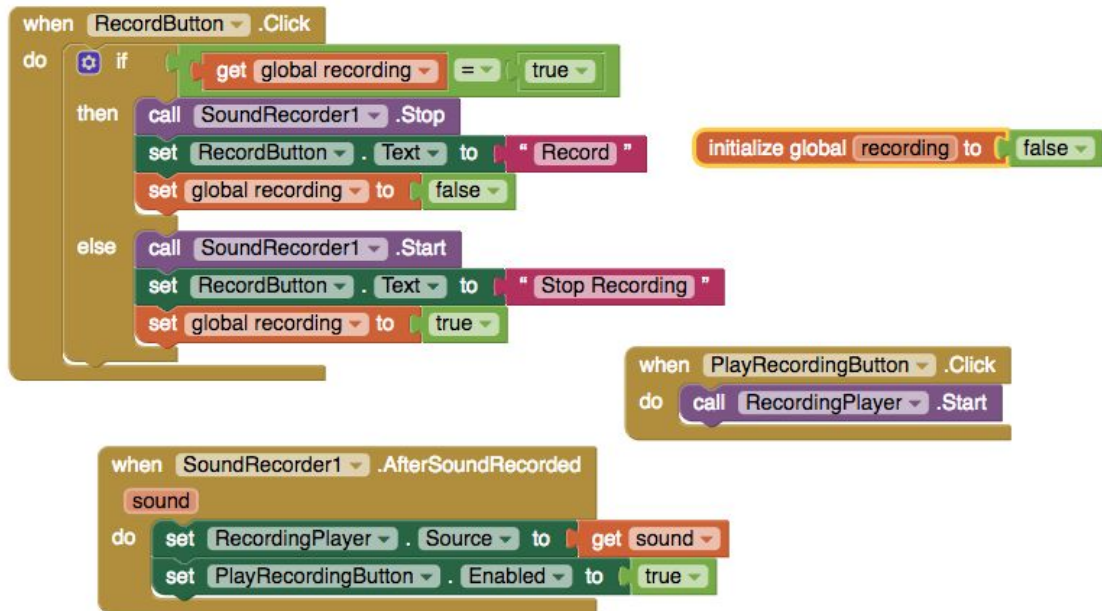 when RecordButton .Click
do if get global recording = true
then call SoundRecorder1 .Stop
set RecordButton . Text to " Record "
set global recording to false
else call SoundRecorder1 .Start
set RecordButton . Text to " Stop Recording "
set global recording to true
initialize global recording to false
when PlayRecordingButton .Click
do call RecordingPlayer .Start
when SoundRecorder1 .AfterSoundRecorded
sound
do set RecordingPlayer . Source to get sound
set PlayRecordingButton . Enabled to true